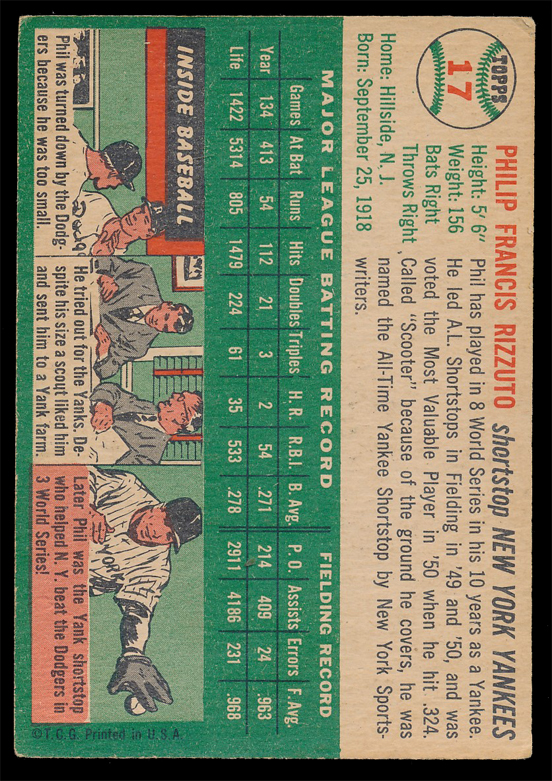 TOPPS
17
PHILIP FRANCIS RIZZUTO shortstop NEW YORK YANKEES
Height: 5' 6"
Weight: 156
Bats Right
Throws Right
Home: Hillside, N. J.
Born: September 25, 1918
Phil has played in 8 World Series in his 10 years as a Yankee.
He led A.L. Shortstops in Fielding in '49 and '50, and was
voted the Most Valuable Player in '50 when he hit .324.
Called "Scooter" because of the ground he covers, he was
named the All-Time Yankee Shortstop by New York Sports-
writers.
MAJOR LEAGUE BATTING RECORD FIELDING RECORD
Games At Bat Runs Hits Doubles Triples H. R. R.B.I. B. Avg. P. O. Assists Errors F. Avg.
Year 134 413 54 112 21 3 2 54 .271 214 409 24 .963
Life 1422 5314 805 1479 224 61 35 533 .278 2911 4186 231 .968
INSIDE BASEBALL
Phil was turned down by the Dodg-
ers because he was too small.
He tried out for the Yanks. De-
spite his size a scout liked him
and sent him to a Yank farm.
Later Phil was the Yank shortstop
who helped N. Y. beat the Dodgers in
3 World Series!
© T. C. G. Printed in U. S. A.